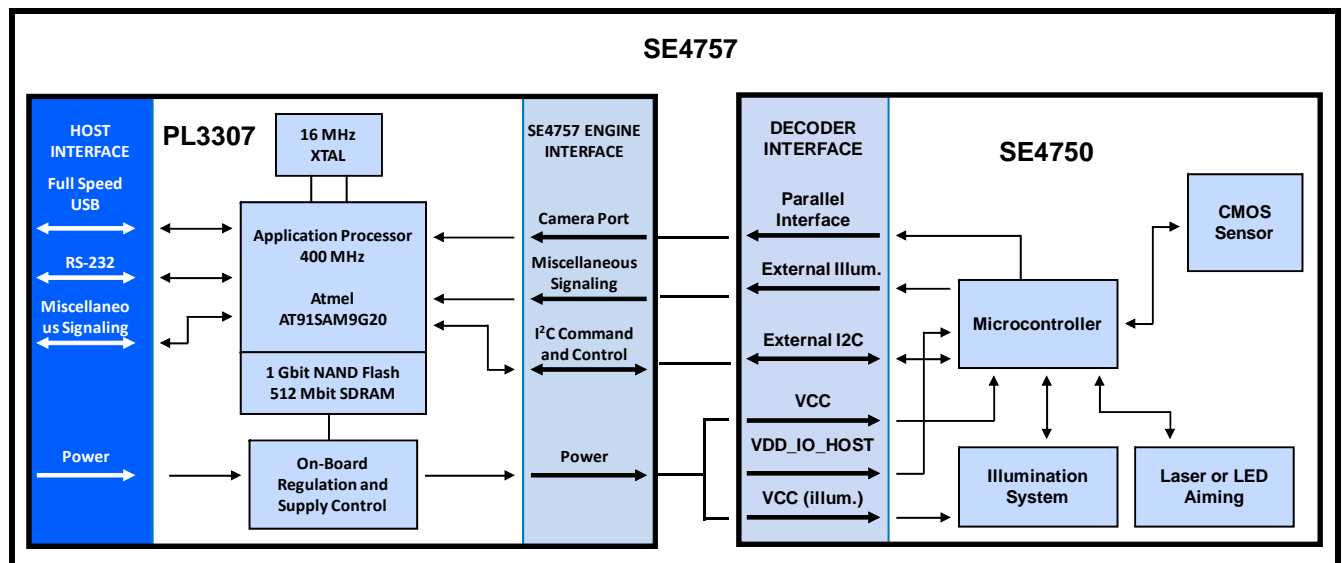 SE4757
HOST
INTERFACE
Full Speed
USB
RS-232
Miscellaneo
us Signaling
Power
PL3307
16 MHz
XTAL
Application Processor
400 MHz
Atmel
AT91SAM9G20
1 Gbit NAND Flash
512 Mbit SDRAM
On-Board
Regulation and
Supply Control
SE4757 ENGINE
INTERFACE
Camera Port
Miscellaneous
Signaling
I²C Command
and Control
Power
DECODER
INTERFACE
Parallel
Interface
External Illum.
External I2C
VCC
VDD_IO_HOST
VCC (illum.)
SE4750
CMOS
Sensor
Microcontroller
Illumination
System
Laser or LED
Aiming